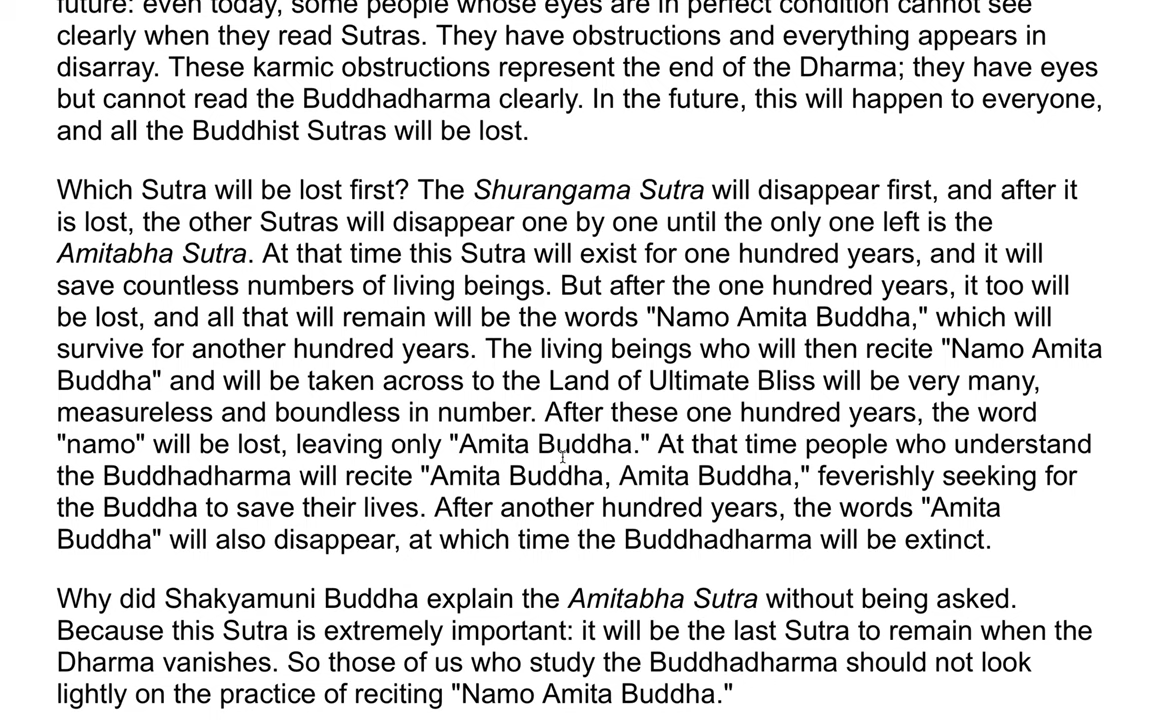 future: even today, some people whose eyes are in perfect condition cannot see
clearly when they read Sutras. They have obstructions and everything appears in
disarray. These karmic obstructions represent the end of the Dharma; they have eyes
but cannot read the Buddhadharma clearly. In the future, this will happen to everyone,
and all the Buddhist Sutras will be lost.
Which Sutra will be lost first? The Shurangama Sutra will disappear first, and after it
is lost, the other Sutras will disappear one by one until the only one left is the
Amitabha Sutra. At that time this Sutra will exist for one hundred years, and it will
save countless numbers of living beings. But after the one hundred years, it too will
be lost, and all that will remain will be the words "Namo Amita Buddha," which will
survive for another hundred years. The living beings who will then recite "Namo Amita
Buddha" and will be taken across to the Land of Ultimate Bliss will be very many,
measureless and boundless in number. After these one hundred years, the word
"namo" will be lost, leaving only "Amita Buddha." At that time people who understand
the Buddhadharma will recite "Amita Buddha, Amita Buddha," feverishly seeking for
the Buddha to save their lives. After another hundred years, the words "Amita
Buddha" will also disappear, at which time the Buddhadharma will be extinct.
Why did Shakyamuni Buddha explain the Amitabha Sutra without being asked.
Because this Sutra is extremely important: it will be the last Sutra to remain when the
Dharma vanishes. So those of us who study the Buddhadharma should not look
lightly on the practice of reciting "Namo Amita Buddha."